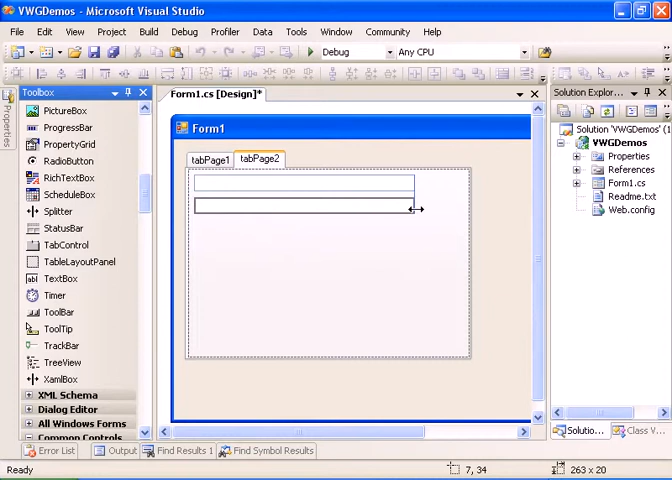 VWGDemos - Microsoft Visual Studio
File Edit View Project Build Debug Profiler Data Tools Window Community Help
Debug Any CPU
Toolbox
Form1.cs [Design]*
Solution Explor...
Properties
PictureBox
ProgressBar
PropertyGrid
RadioButton
RichTextBox
ScheduleBox
Splitter
StatusBar
TabControl
TableLayoutPanel
TextBox
Timer
ToolBar
ToolTip
TrackBar
TreeView
XamlBox
XML Schema
Dialog Editor
All Windows Forms
Common Controls
Form1
tabPage1 tabPage2
Solution 'VWGDemos' (1
VWGDemos
Properties
References
Form1.cs
Readme.txt
Web.config
Solutio... Class V...
Error List Output Find Results 1 Find Symbol Results
Ready 7, 34 263 x 20